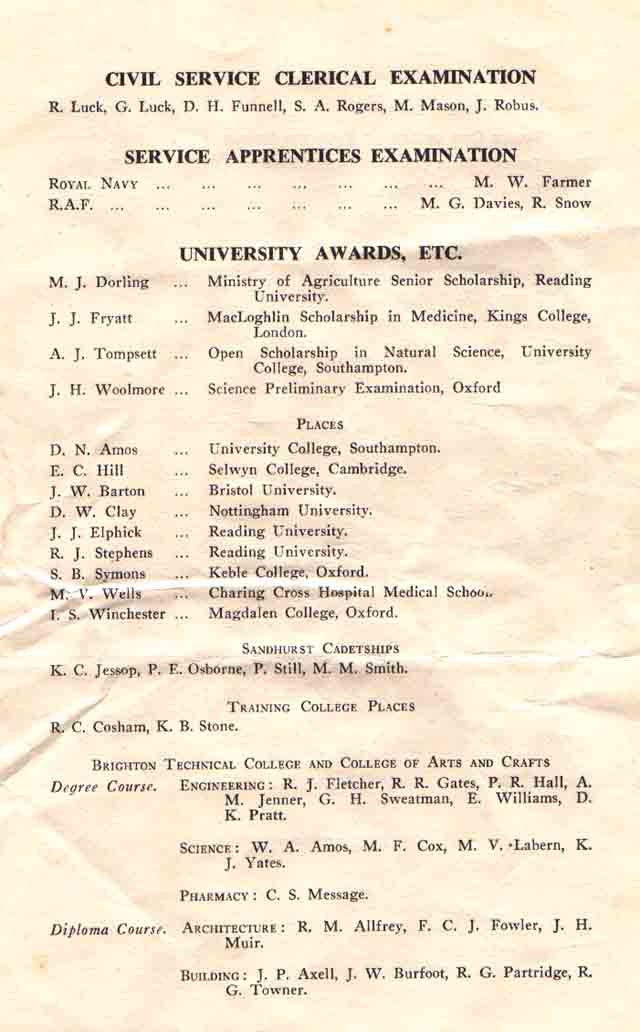 CIVIL SERVICE CLERICAL EXAMINATION
R. Luck, G. Luck, D. H. Funnell, S. A. Rogers, M. Mason, J. Robus.
SERVICE APPRENTICES EXAMINATION
ROYAL NAVY ... ... ... ... ... ... ... M. W. Farmer
R.A.F. ... ... ... ... ... ... ... M. G. Davies, R. Snow
UNIVERSITY AWARDS, ETC.
M. J. Dorling ... Ministry of Agriculture Senior Scholarship, Reading
University.
J. J. Fryatt ... MacLoghlin Scholarship in Medicine, Kings College,
London.
A. J. Tompsett ... Open Scholarship in Natural Science, University
College, Southampton.
J. H. Woolmore ... Science Preliminary Examination, Oxford
PLACES
D. N. Amos ... University College, Southampton.
E. C. Hill ... Selwyn College, Cambridge.
J. W. Barton ... Bristol University.
D. W. Clay ... Nottingham University.
J. J. Elphick ... Reading University.
R. J. Stephens ... Reading University.
S. B. Symons ... Keble College, Oxford.
M. V. Wells ... Charing Cross Hospital Medical School.
I. S. Winchester ... Magdalen College, Oxford.
SANDHURST CADETSHIPS
K. C. Jessop, P. E. Osborne, P. Still, M. M. Smith.
TRAINING COLLEGE PLACES
R. C. Cosham, K. B. Stone.
BRIGHTON TECHNICAL COLLEGE AND COLLEGE OF ARTS AND CRAFTS
Degree Course. ENGINEERING: R. J. Fletcher, R. R. Gates, P. R. Hall, A.
M. Jenner, G. H. Sweatman, E. Williams, D.
K. Pratt.
SCIENCE: W. A. Amos, M. F. Cox, M. V. Labern, K.
J. Yates.
PHARMACY: C. S. Message.
Diploma Course. ARCHITECTURE: R. M. Allfrey, F. C. J. Fowler, J. H.
Muir.
BUILDING: J. P. Axell, J. W. Burfoot, R. G. Partridge, R.
G. Towner.